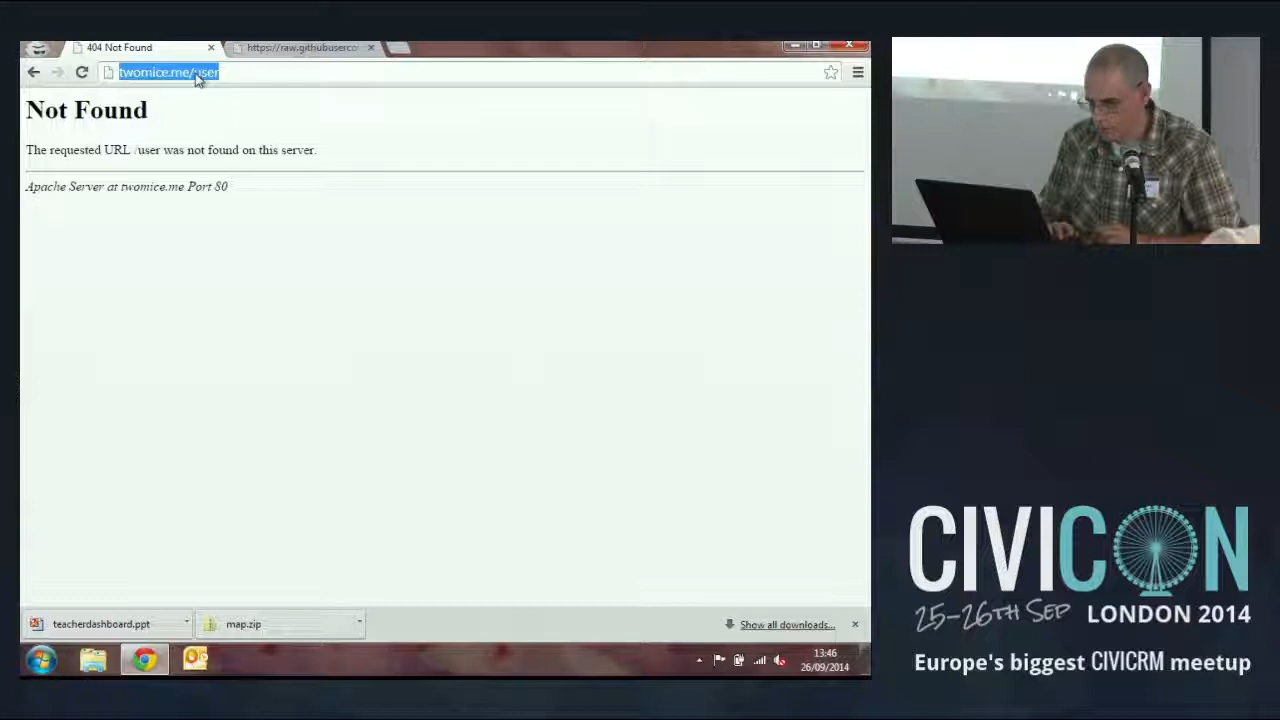 404 Not Found
https://raw.githubuserco
twomice.me/user
Not Found
The requested URL /user was not found on this server.
Apache Server at twomice.me Port 80
teacherdashboard.ppt
map.zip
Show all downloads...
13:46
26/09/2014
CIVICON
25-26TH SEP LONDON 2014
Europe's biggest CIVICRM meetup